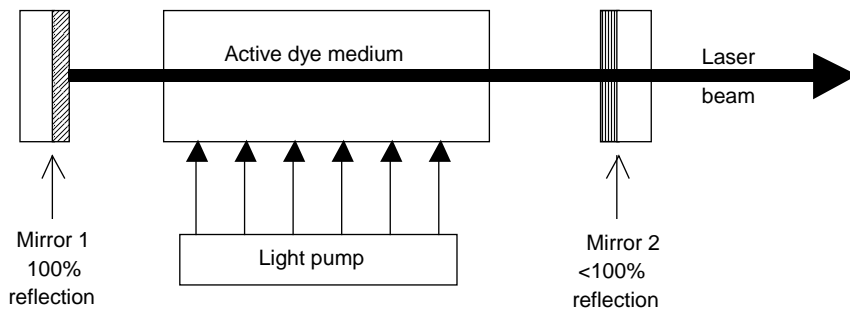 Active dye medium
Laser
beam
Light pump
Mirror 1
100%
reflection
Mirror 2
<100%
reflection